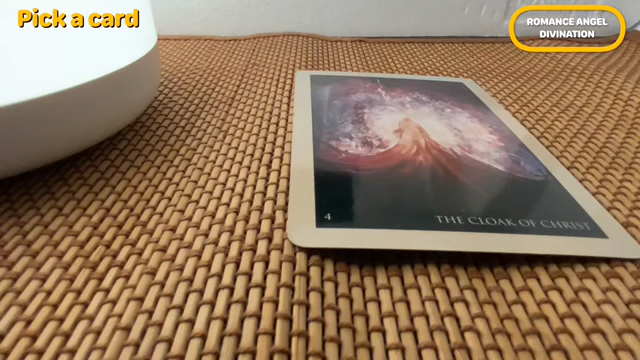 Pick a card
ROMANCE ANGEL
DIVINATION
4
THE CLOAK OF CHRIST